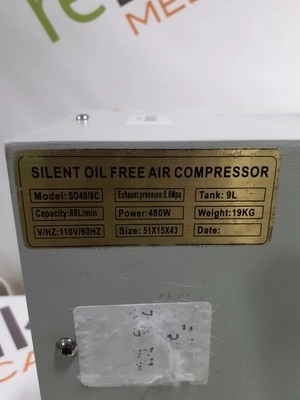 SILENT OIL FREE AIR COMPRESSOR
Model: SD40/8C Exhaust pressure:0.8Mpa Tank: 9L
Capacity:89L/min Power:480W Weight:19KG
V/HZ:110V/60HZ Size: 51X15X43 Date: